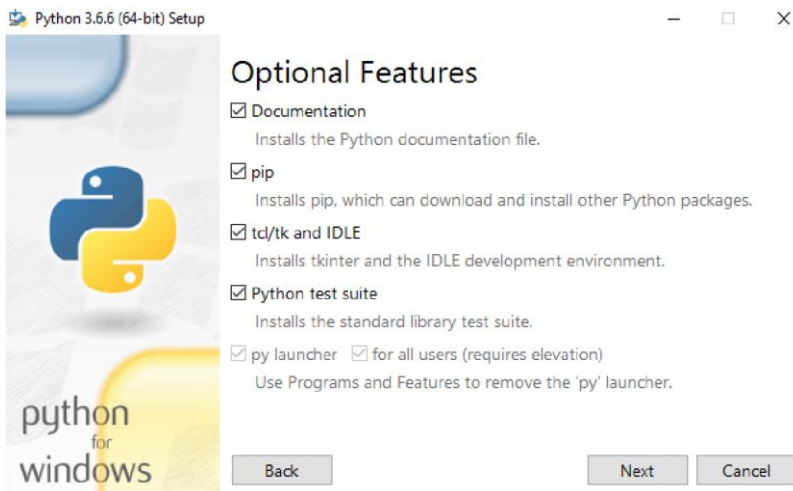 Python 3.6.6 (64-bit) Setup
Optional Features
Documentation
Installs the Python documentation file.
pip
Installs pip, which can download and install other Python packages.
tcl/tk and IDLE
Installs tkinter and the IDLE development environment.
Python test suite
Installs the standard library test suite.
py launcher for all users (requires elevation)
Use Programs and Features to remove the 'py' launcher.
python
for
windows
Back Next Cancel